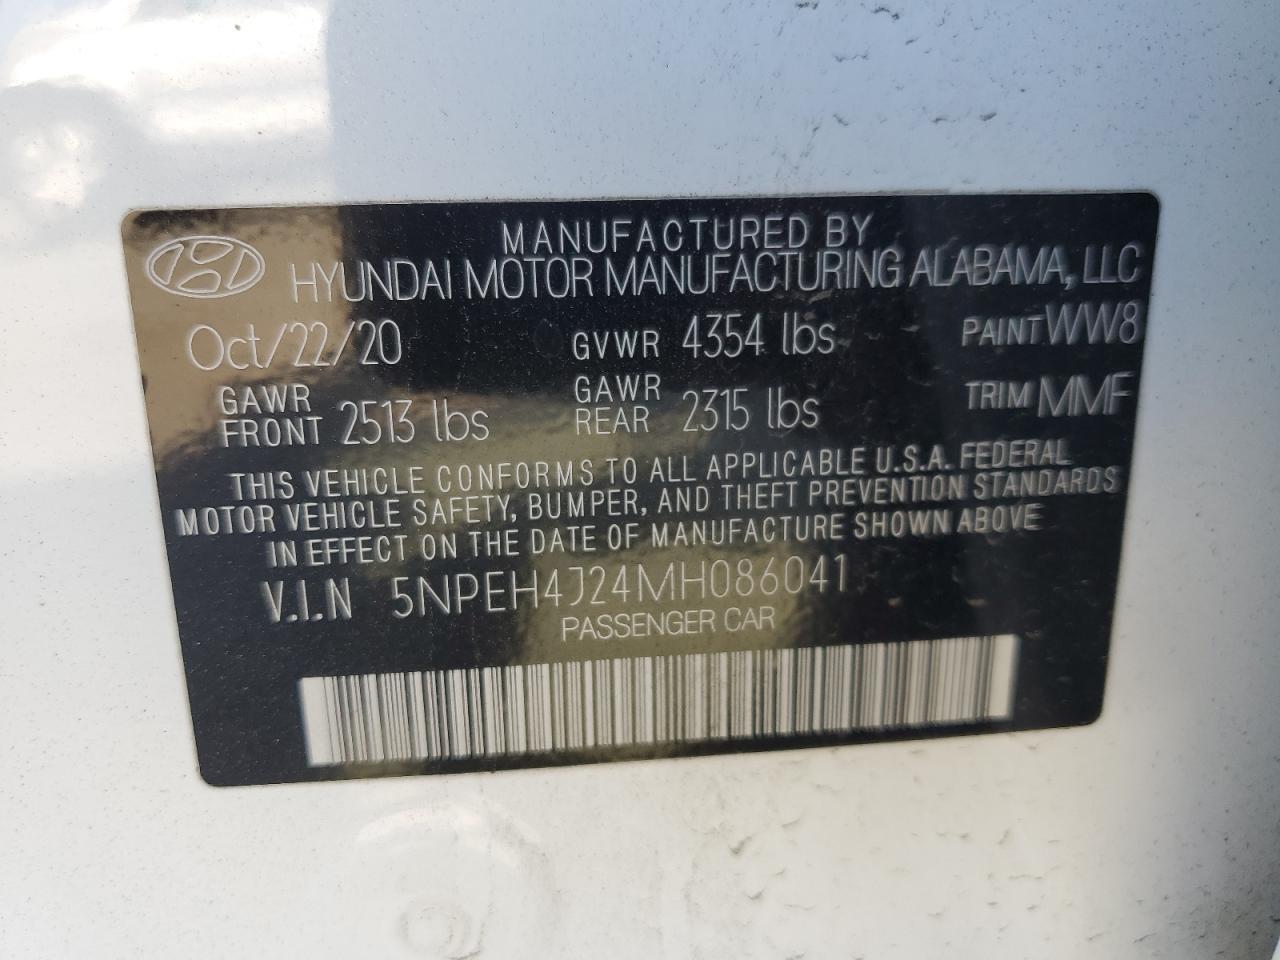 MANUFACTURED BY
HYUNDAI MOTOR MANUFACTURING ALABAMA, LLC
Oct/22/20 GVWR 4354 lbs PAINT WW8
GAWR FRONT 2513 lbs GAWR REAR 2315 lbs TRIM MMF
THIS VEHICLE CONFORMS TO ALL APPLICABLE U.S.A. FEDERAL
MOTOR VEHICLE SAFETY, BUMPER, AND THEFT PREVENTION STANDARDS
IN EFFECT ON THE DATE OF MANUFACTURE SHOWN ABOVE
V.I.N 5NPEH4J24MH086041
PASSENGER CAR